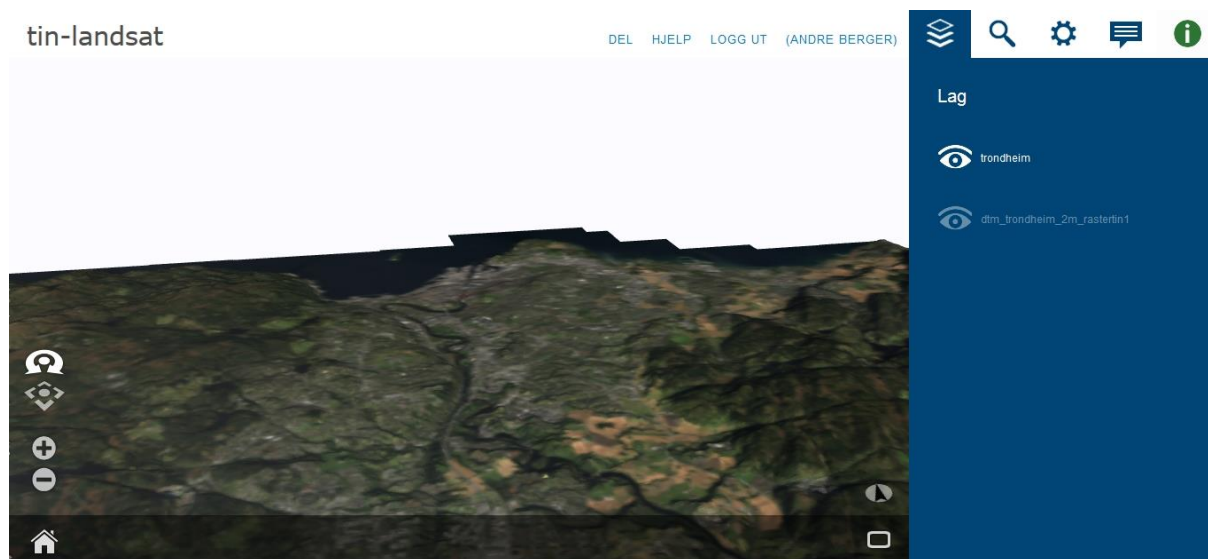 tin-landsat
DEL HJELP LOGG UT (ANDRE BERGER)
Lag
trondheim
dtm_trondheim_2m_rastertin1